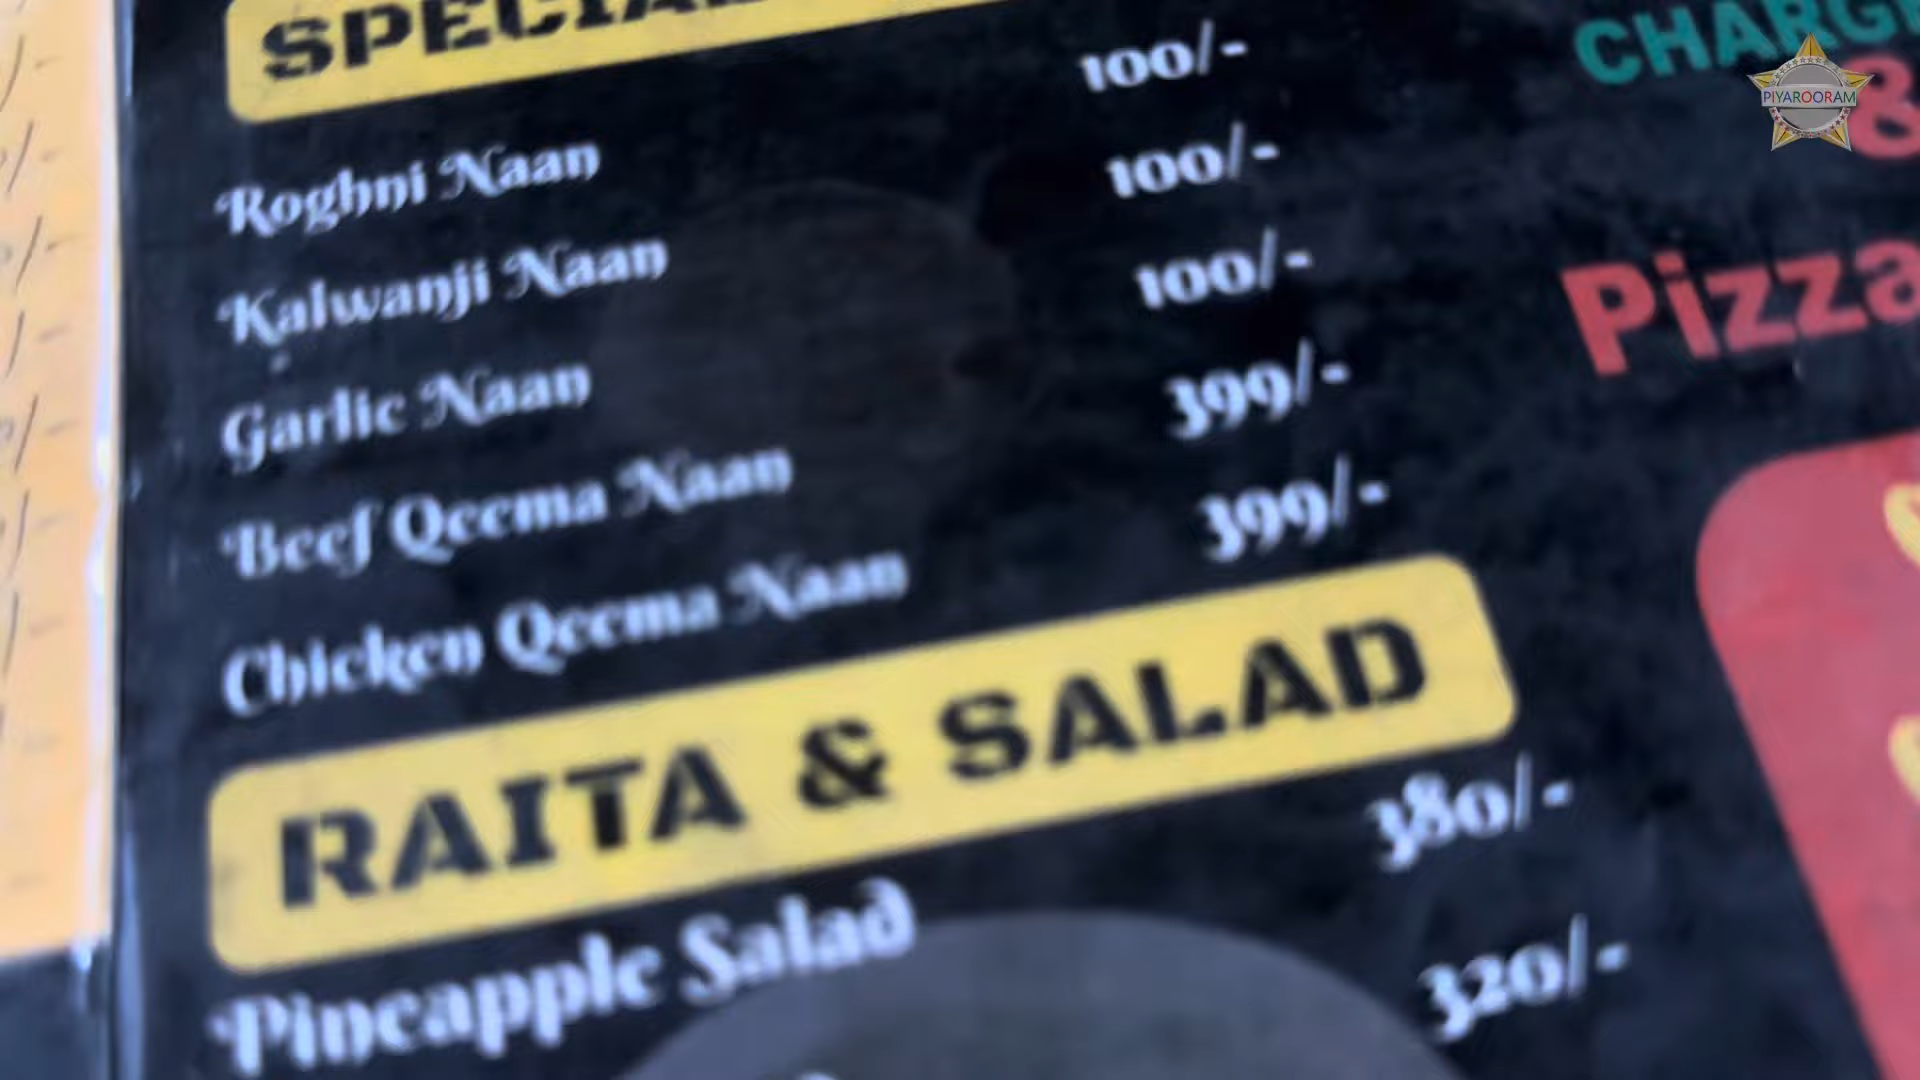 SPECIAL
Roghni Naan 100/-
Kalwanji Naan 100/-
Garlic Naan 100/-
Beef Qeema Naan 399/-
Chicken Qeema Naan 399/-
RAITA & SALAD
Pineapple Salad 380/-
320/-
PIYAROORAM
Pizza